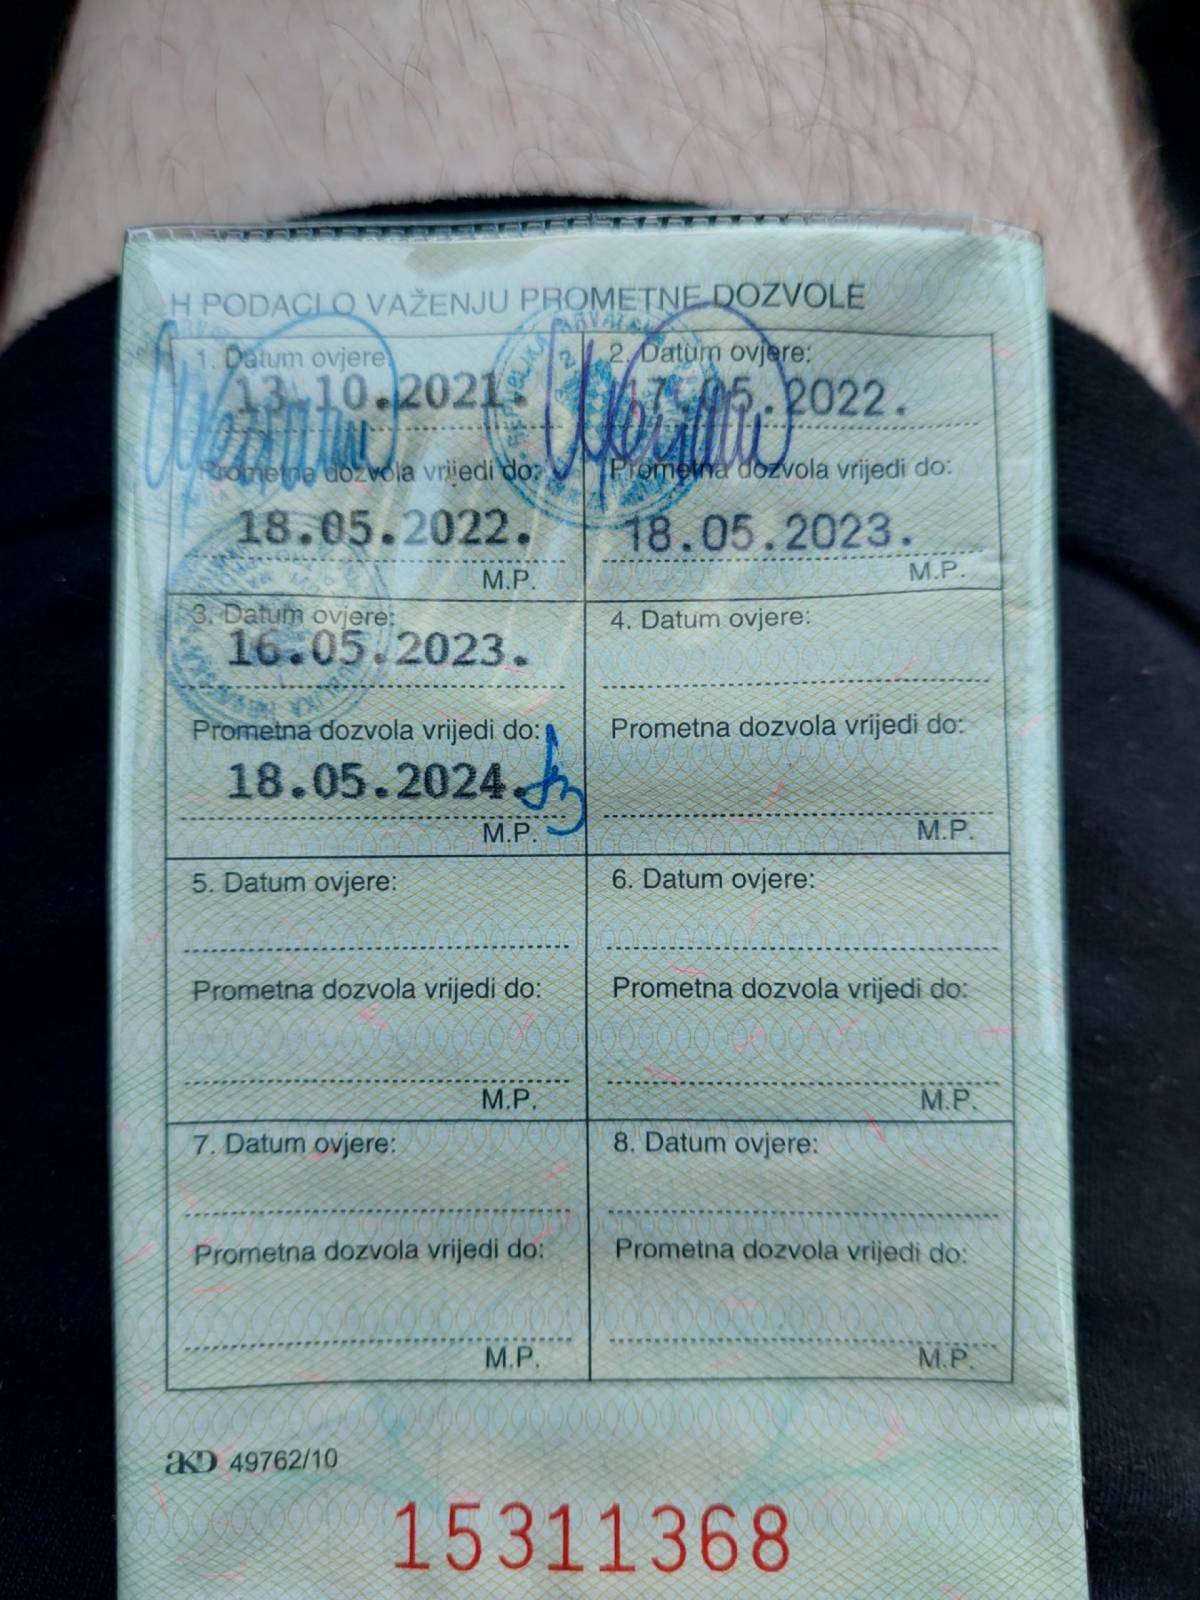 H PODACI O VAŽENJU PROMETNE DOZVOLE
1. Datum ovjere:
13.10.2021.
Prometna dozvola vrijedi do:
18.05.2022.
M.P.
2. Datum ovjere:
17.05.2022.
Prometna dozvola vrijedi do:
18.05.2023.
M.P.
3. Datum ovjere:
16.05.2023.
Prometna dozvola vrijedi do:
18.05.2024.
M.P.
4. Datum ovjere:
Prometna dozvola vrijedi do:
M.P.
5. Datum ovjere:
Prometna dozvola vrijedi do:
M.P.
6. Datum ovjere:
Prometna dozvola vrijedi do:
M.P.
7. Datum ovjere:
Prometna dozvola vrijedi do:
M.P.
8. Datum ovjere:
Prometna dozvola vrijedi do:
M.P.
AKD 49762/10
15311368